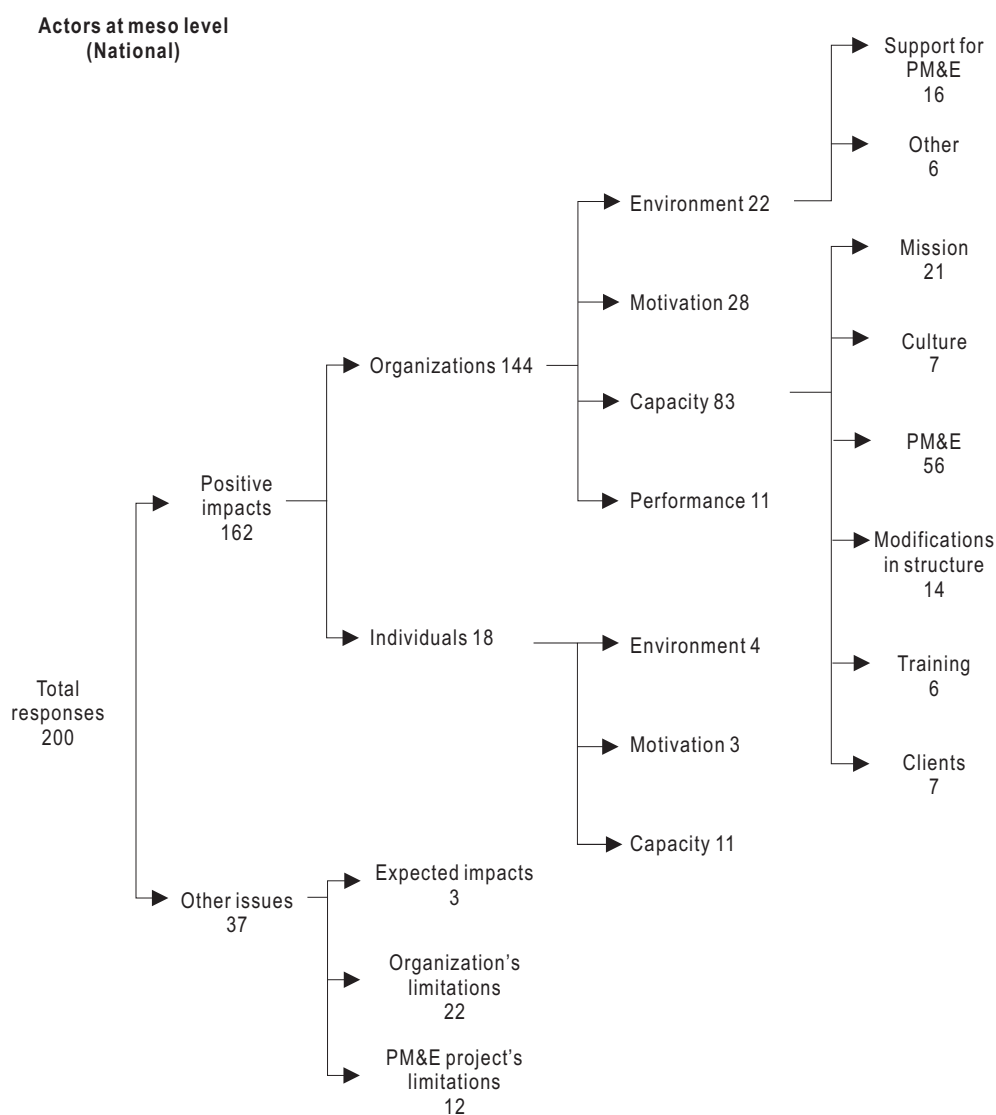 Actors at meso level
(National)
Total
responses
200
Positive
impacts
162
Other issues
37
Organizations 144
Individuals 18
Expected impacts
3
Organization's
limitations
22
PM&E project's
limitations
12
Environment 22
Motivation 28
Capacity 83
Performance 11
Environment 4
Motivation 3
Capacity 11
Support for
PM&E
16
Other
6
Mission
21
Culture
7
PM&E
56
Modifications
in structure
14
Training
6
Clients
7